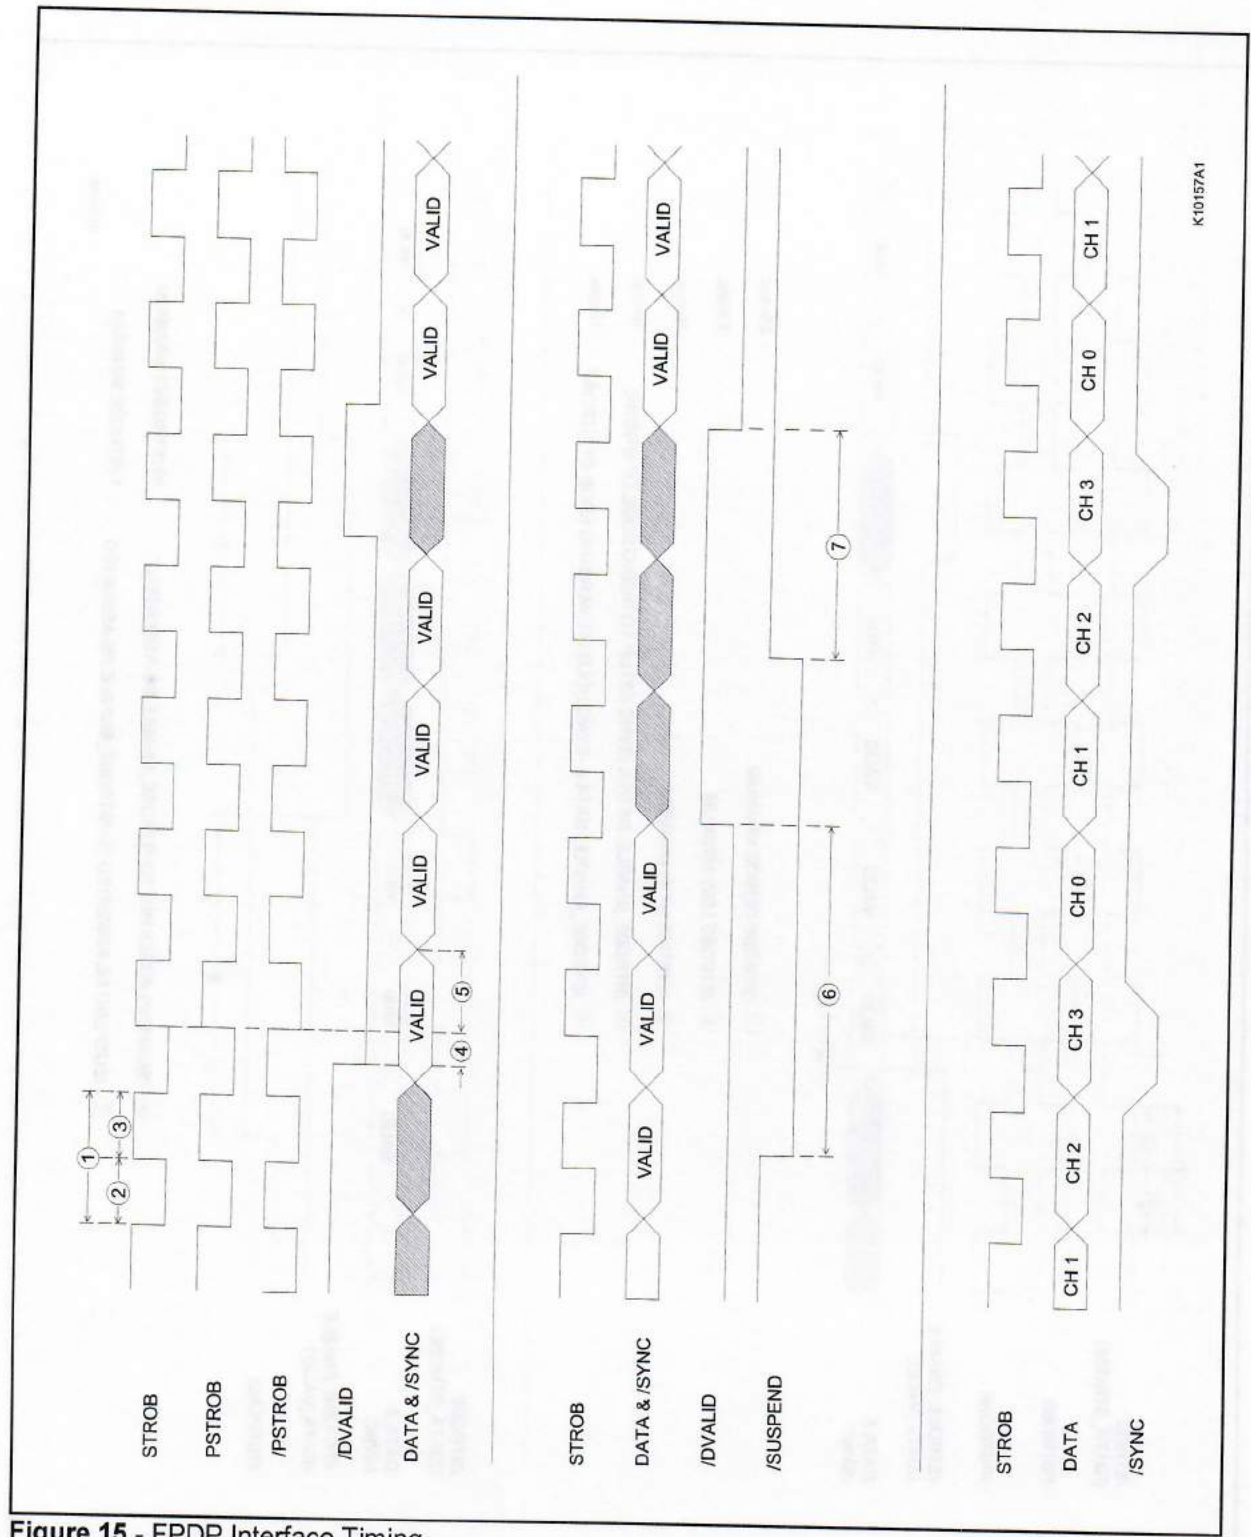 STROB
PSTROB
/PSTROB
/DVALID
DATA & /SYNC
1
2
3
4
5
VALID VALID VALID VALID VALID VALID
STROB
DATA & /SYNC
/DVALID
/SUSPEND
VALID VALID VALID VALID VALID
6
7
STROB
DATA
/SYNC
CH 1 CH 2 CH 3 CH 0 CH 1 CH 2 CH 3 CH 0 CH 1
K10157A1
Figure 15 - FPDP Interface Timing